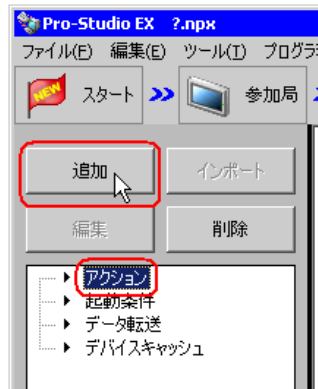 Pro-Studio EX ?.npx
ファイル(F) 編集(E) ツール(T) プログラ
NEW スタート >> 参加局
追加 インポート
編集 削除
アクション
起動条件
データ転送
デバイスキャッシュ